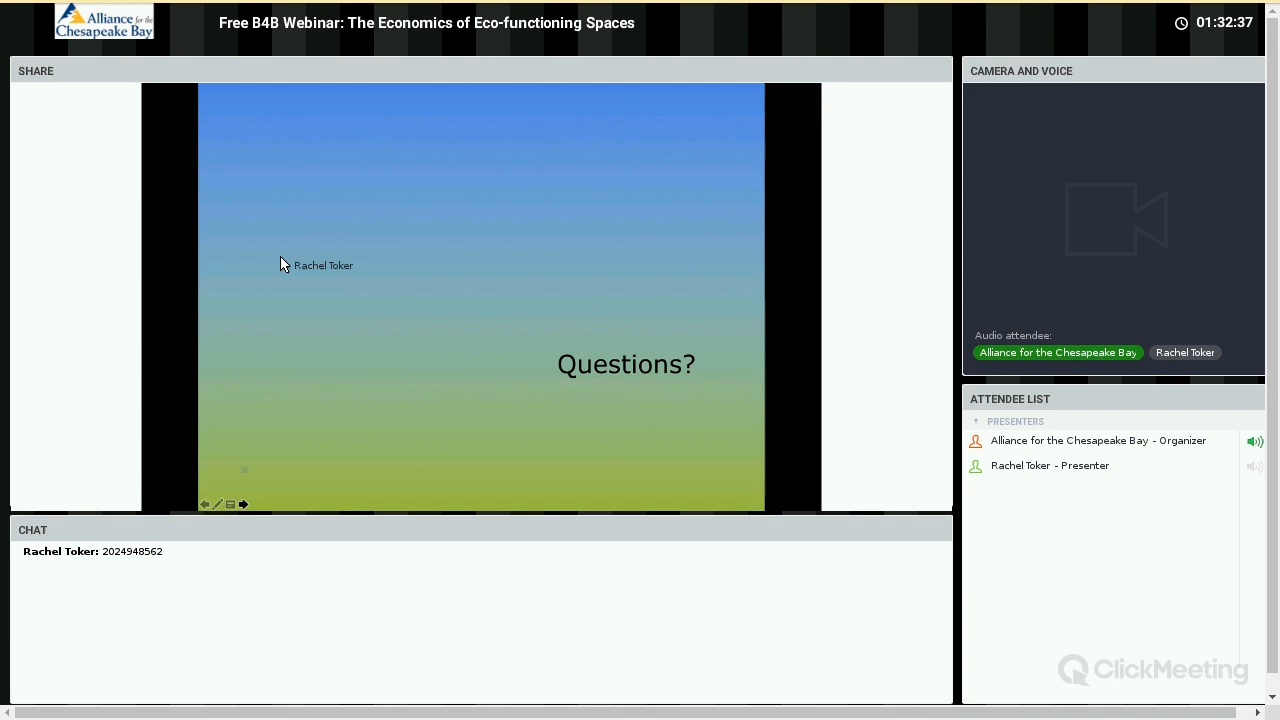 Alliance for the
Chesapeake Bay
Free B4B Webinar: The Economics of Eco-functioning Spaces
01:32:37
SHARE
Rachel Toker
Questions?
36
CAMERA AND VOICE
Audio attendee:
Alliance for the Chesapeake Bay
Rachel Toker
ATTENDEE LIST
PRESENTERS
Alliance for the Chesapeake Bay - Organizer
Rachel Toker - Presenter
CHAT
Rachel Toker: 2024948562
ClickMeeting